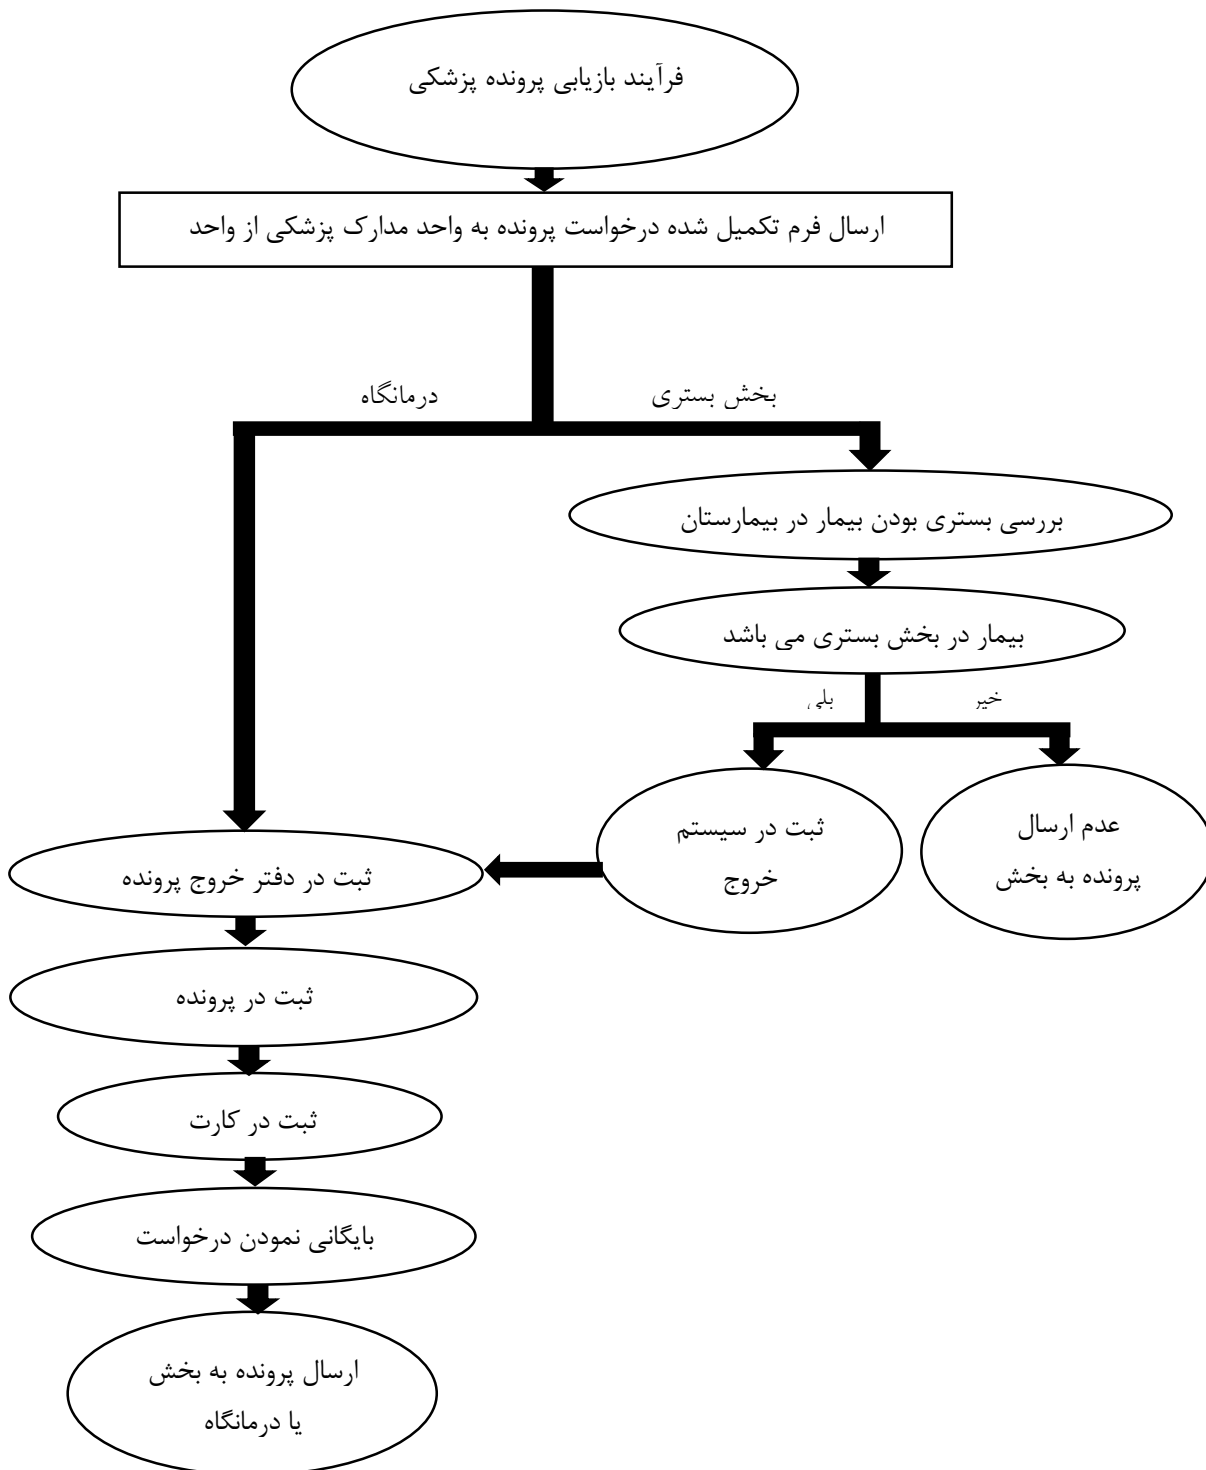 فرآیند بازیابی پرونده پزشکی
ارسال فرم تکمیل شده درخواست پرونده به واحد مدارک پزشکی از واحد
بخش بستری
درمانگاه
بررسی بستری بودن بیمار در بیمارستان
بیمار در بخش بستری می باشد
خیر
بلی
عدم ارسال
پرونده به بخش
ثبت در سیستم
خروج
ثبت در دفتر خروج پرونده
ثبت در پرونده
ثبت در کارت
بایگانی نمودن درخواست
ارسال پرونده به بخش
یا درمانگاه